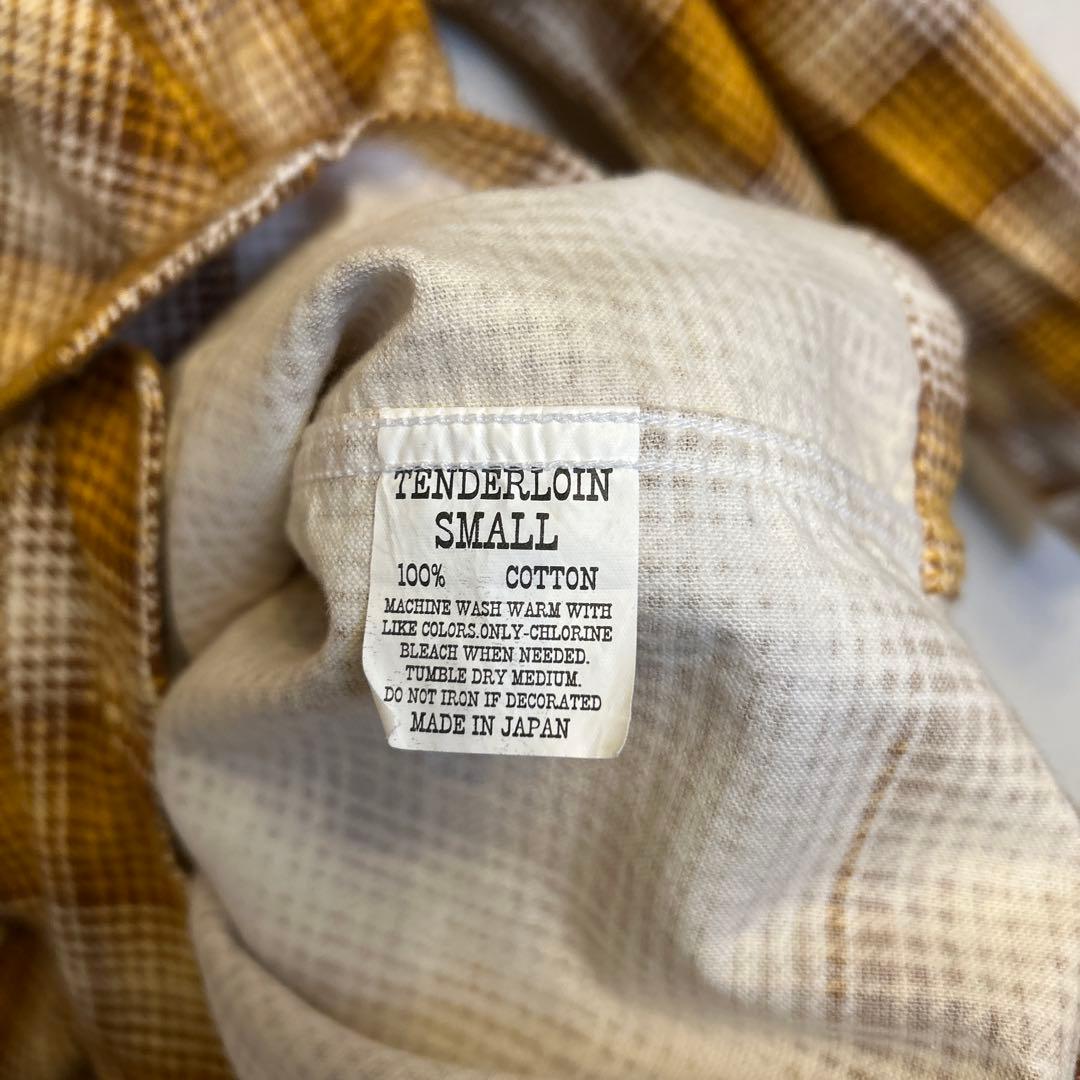 TENDERLOIN
SMALL
100% COTTON
MACHINE WASH WARM WITH
LIKE COLORS.ONLY-CHLORINE
BLEACH WHEN NEEDED.
TUMBLE DRY MEDIUM.
DO NOT IRON IF DECORATED
MADE IN JAPAN